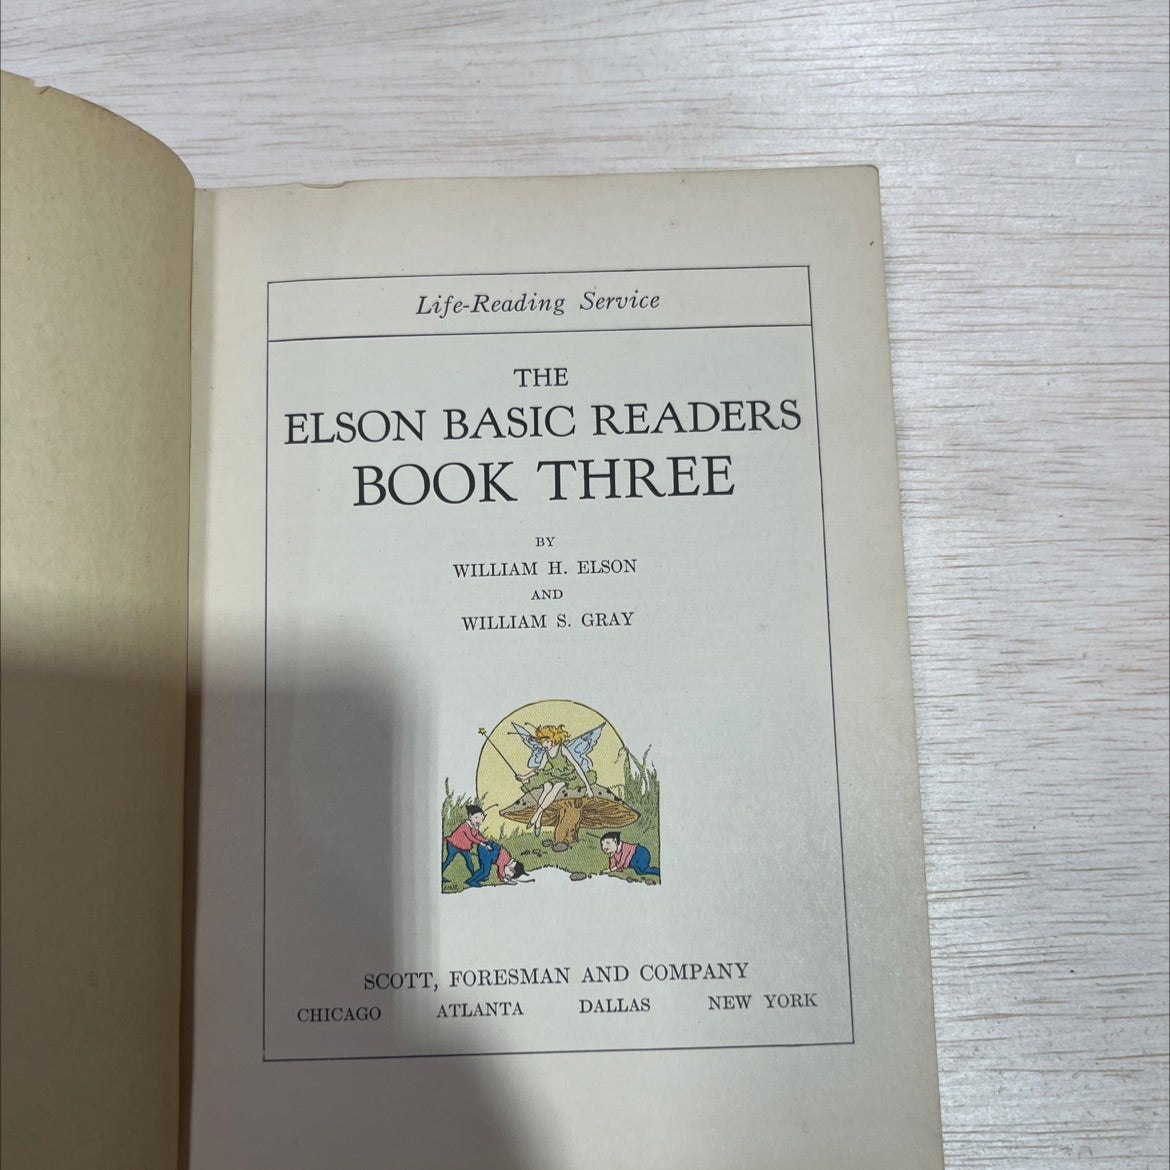 Life-Reading Service
THE
ELSON BASIC READERS
BOOK THREE
BY
WILLIAM H. ELSON
AND
WILLIAM S. GRAY
SCOTT, FORESMAN AND COMPANY
CHICAGO ATLANTA DALLAS NEW YORK